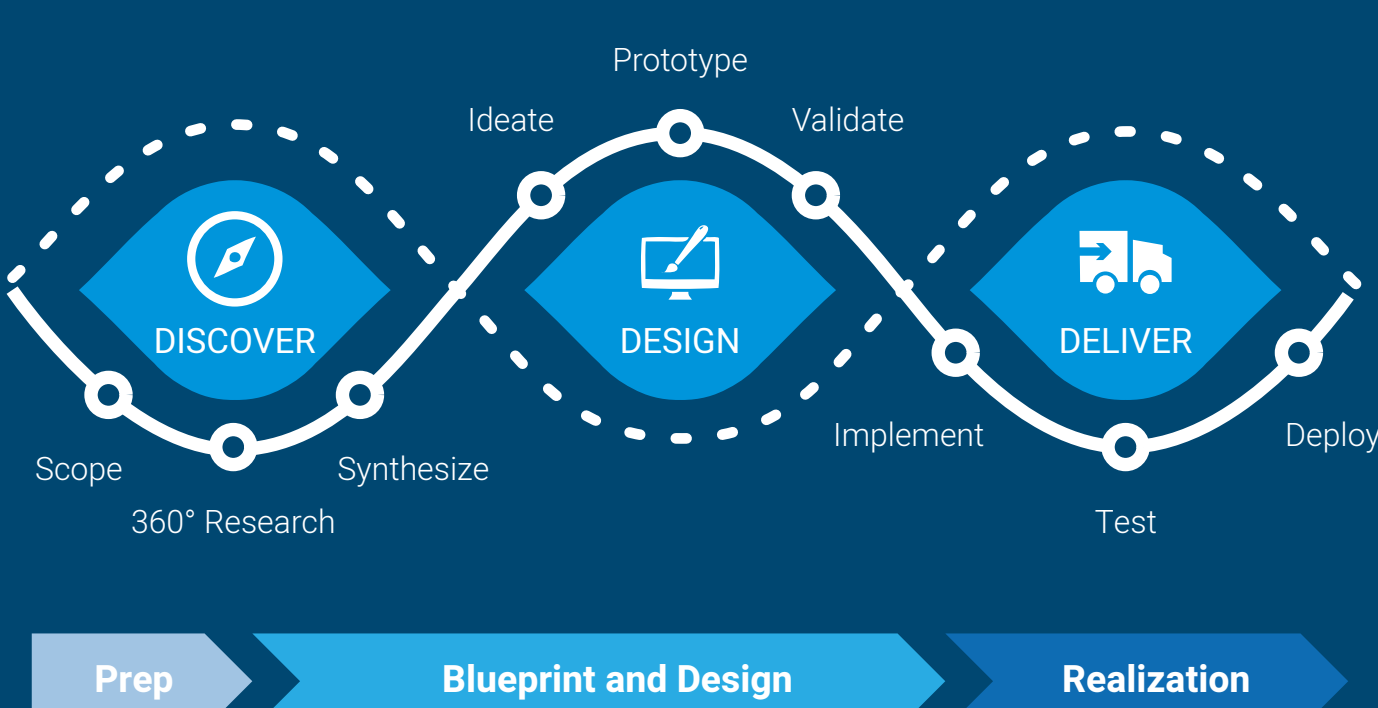 Prototype
Ideate
Validate
DISCOVER
DESIGN
DELIVER
Implement
Deploy
Scope
Synthesize
360° Research
Test
Prep
Blueprint and Design
Realization